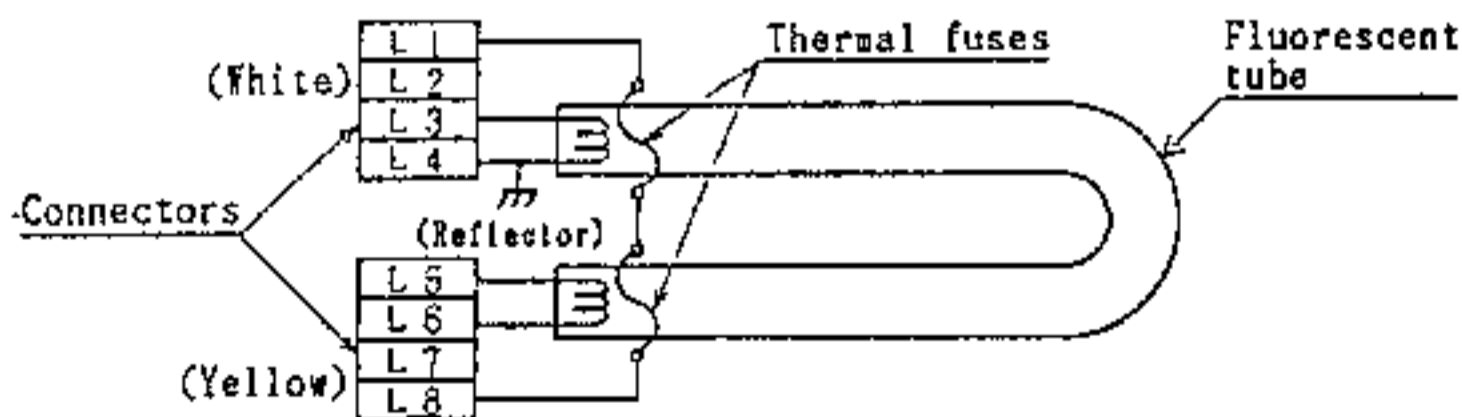 L 1
L 2
L 3
L 4
(White)
Thermal fuses
Fluorescent
tube
Connectors
(Reflector)
L 5
L 6
L 7
L 8
(Yellow)